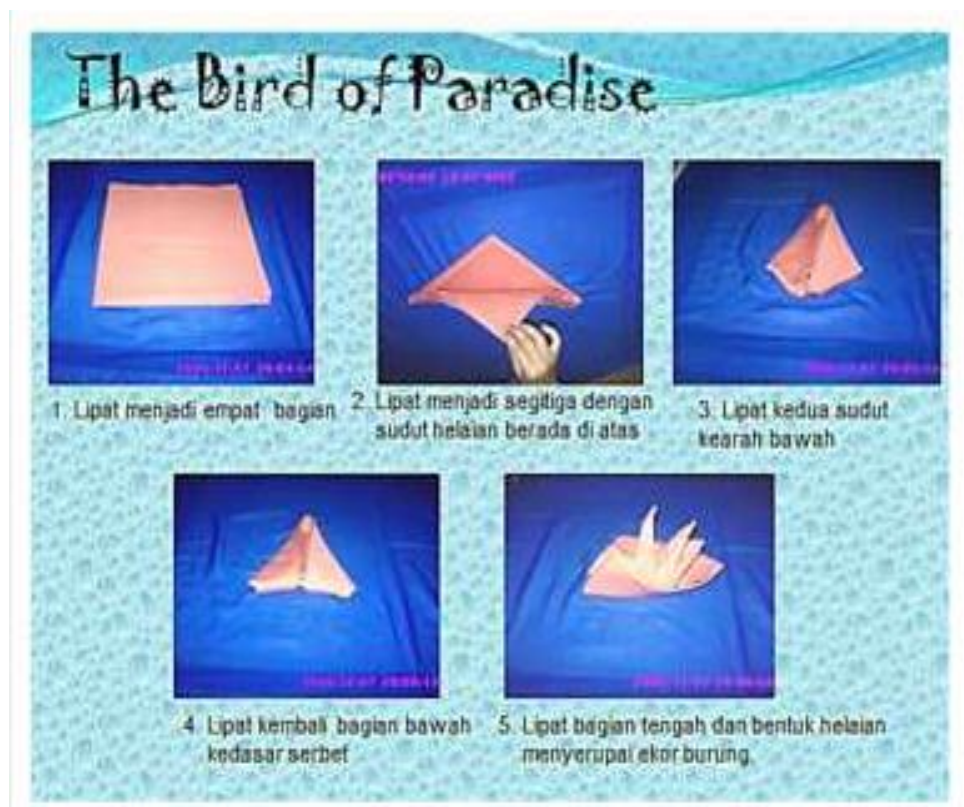 The Bird of Paradise
1. Lipat menjadi empat bagian
2. Lipat menjadi segitiga dengan
sudut helaian berada di atas
3. Lipat kedua sudut
kearah bawah
4. Lipat kembali bagian bawah
kedasar serbet
5. Lipat bagian tengah dan bentuk helaian
menyerupai ekor burung.